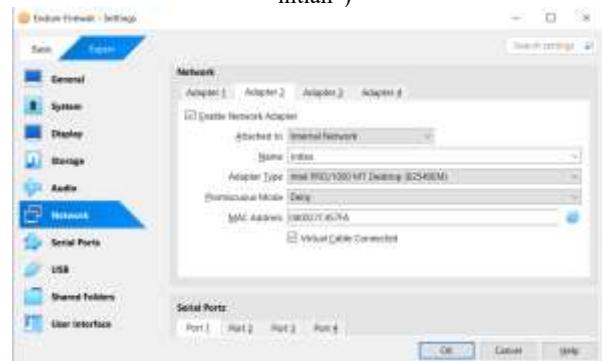 Endian Firewall - Settings
Basic Expert
Search settings
General
System
Display
Storage
Audio
Network
Serial Ports
USB
Shared Folders
User Interface
Network
Adapter 1 Adapter 2 Adapter 3 Adapter 4
Enable Network Adapter
Attached to: Internal Network
Name: intlan
Adapter Type: Intel PRO/1000 MT Desktop (82540EM)
Promiscuous Mode: Deny
MAC Address:
Virtual Cable Connected
Serial Ports
Port 1 Port 2 Port 3 Port 4
OK Cancel Help